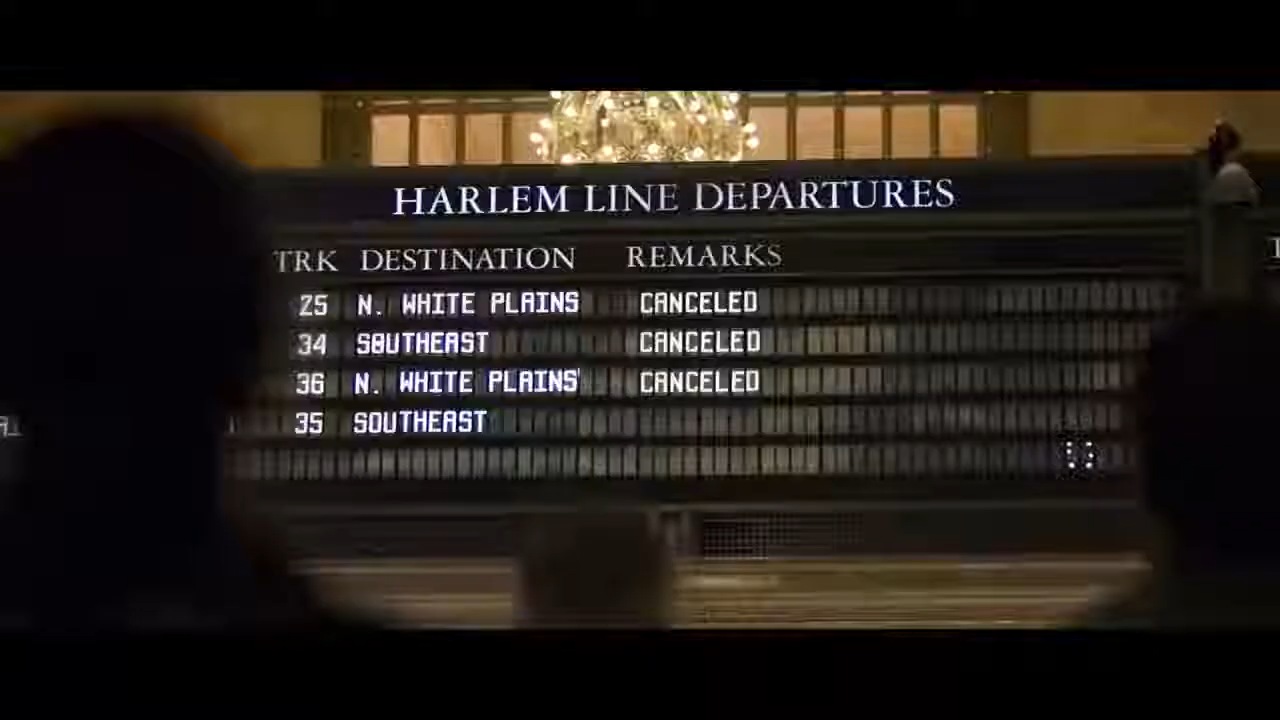 HARLEM LINE DEPARTURES
TRK DESTINATION REMARKS
25 N. WHITE PLAINS CANCELED
34 SOUTHEAST CANCELED
36 N. WHITE PLAINS CANCELED
35 SOUTHEAST